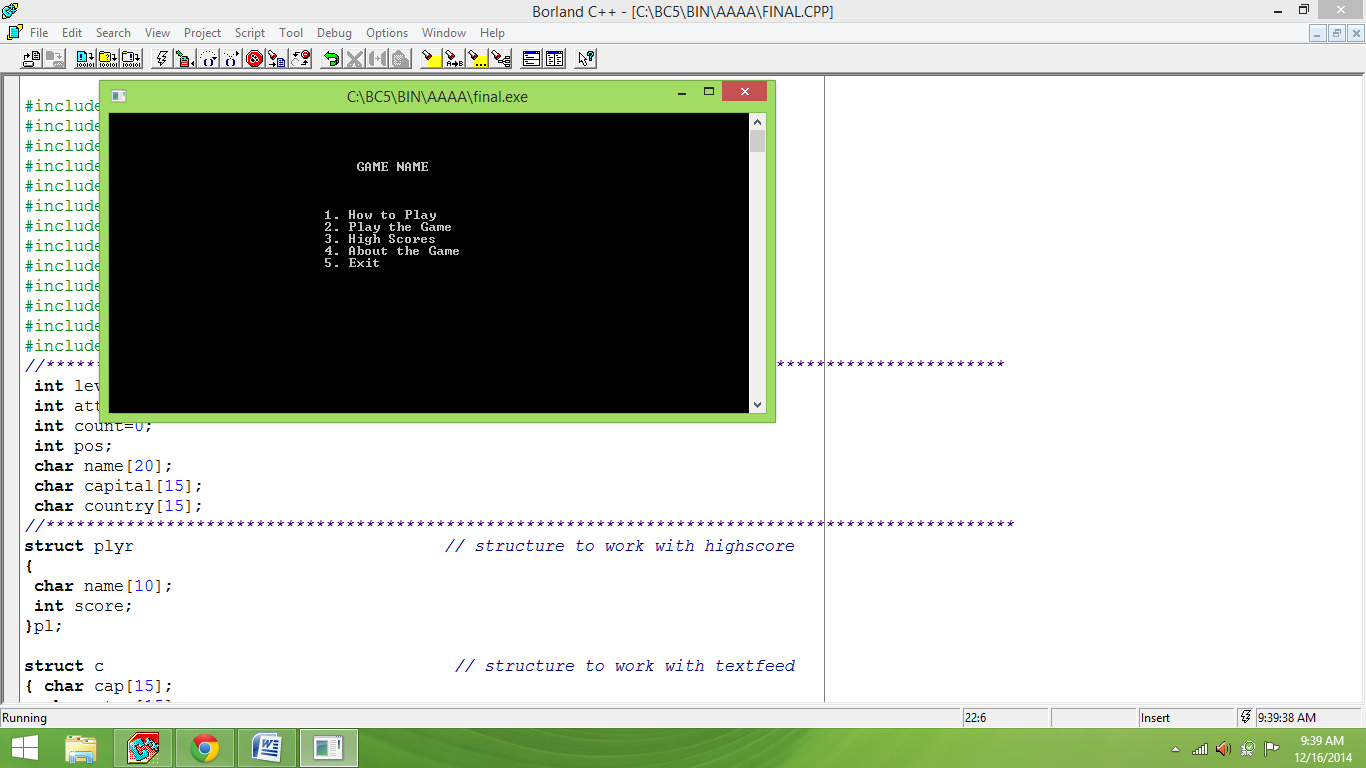 Borland C++ - [C:\BC5\BIN\AAAA\FINAL.CPP]
File Edit Search View Project Script Tool Debug Options Window Help
C:\BC5\BIN\AAAA\final.exe
GAME NAME
1. How to Play
2. Play the Game
3. High Scores
4. About the Game
5. Exit
#include
#include
#include
#include
#include
#include
#include
#include
#include
#include
#include
#include
#include
int lev
int att
int count=0;
int pos;
char name[20];
char capital[15];
char country[15];
//*************************************************************************************************
struct plyr // structure to work with highscore
{
char name[10];
int score;
}pl;
struct c // structure to work with textfeed
{ char cap[15];
Running 22:6 Insert 9:39:38 AM
9:39 AM
12/16/2014